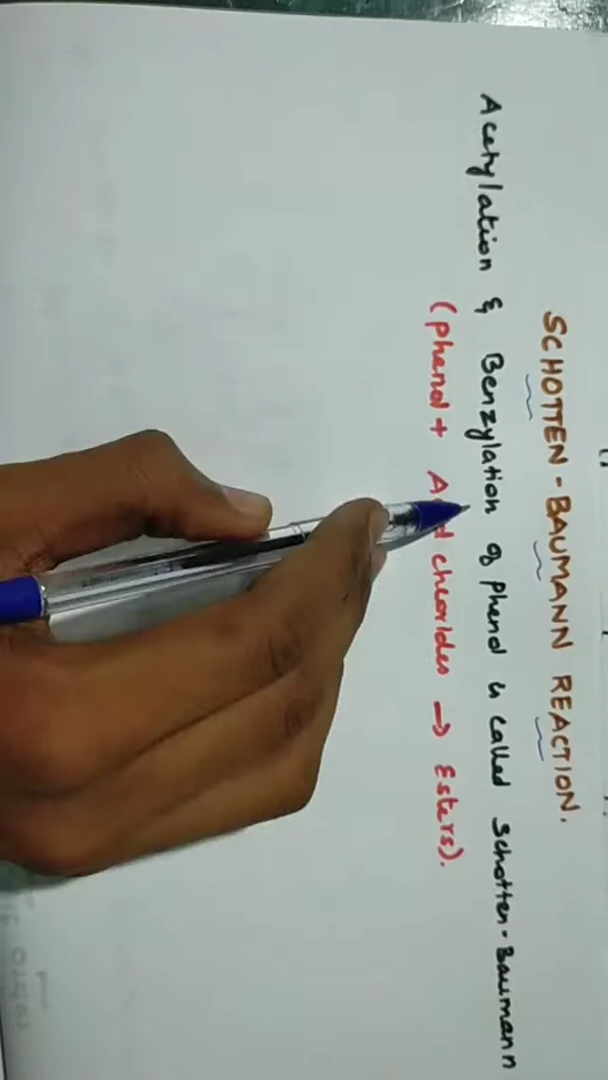 SCHOTTEN-BAUMANN REACTION.
Acetylation & Benzylation of Phenol is called Schotten-Baumann
(phenol + chlorides → Esters).